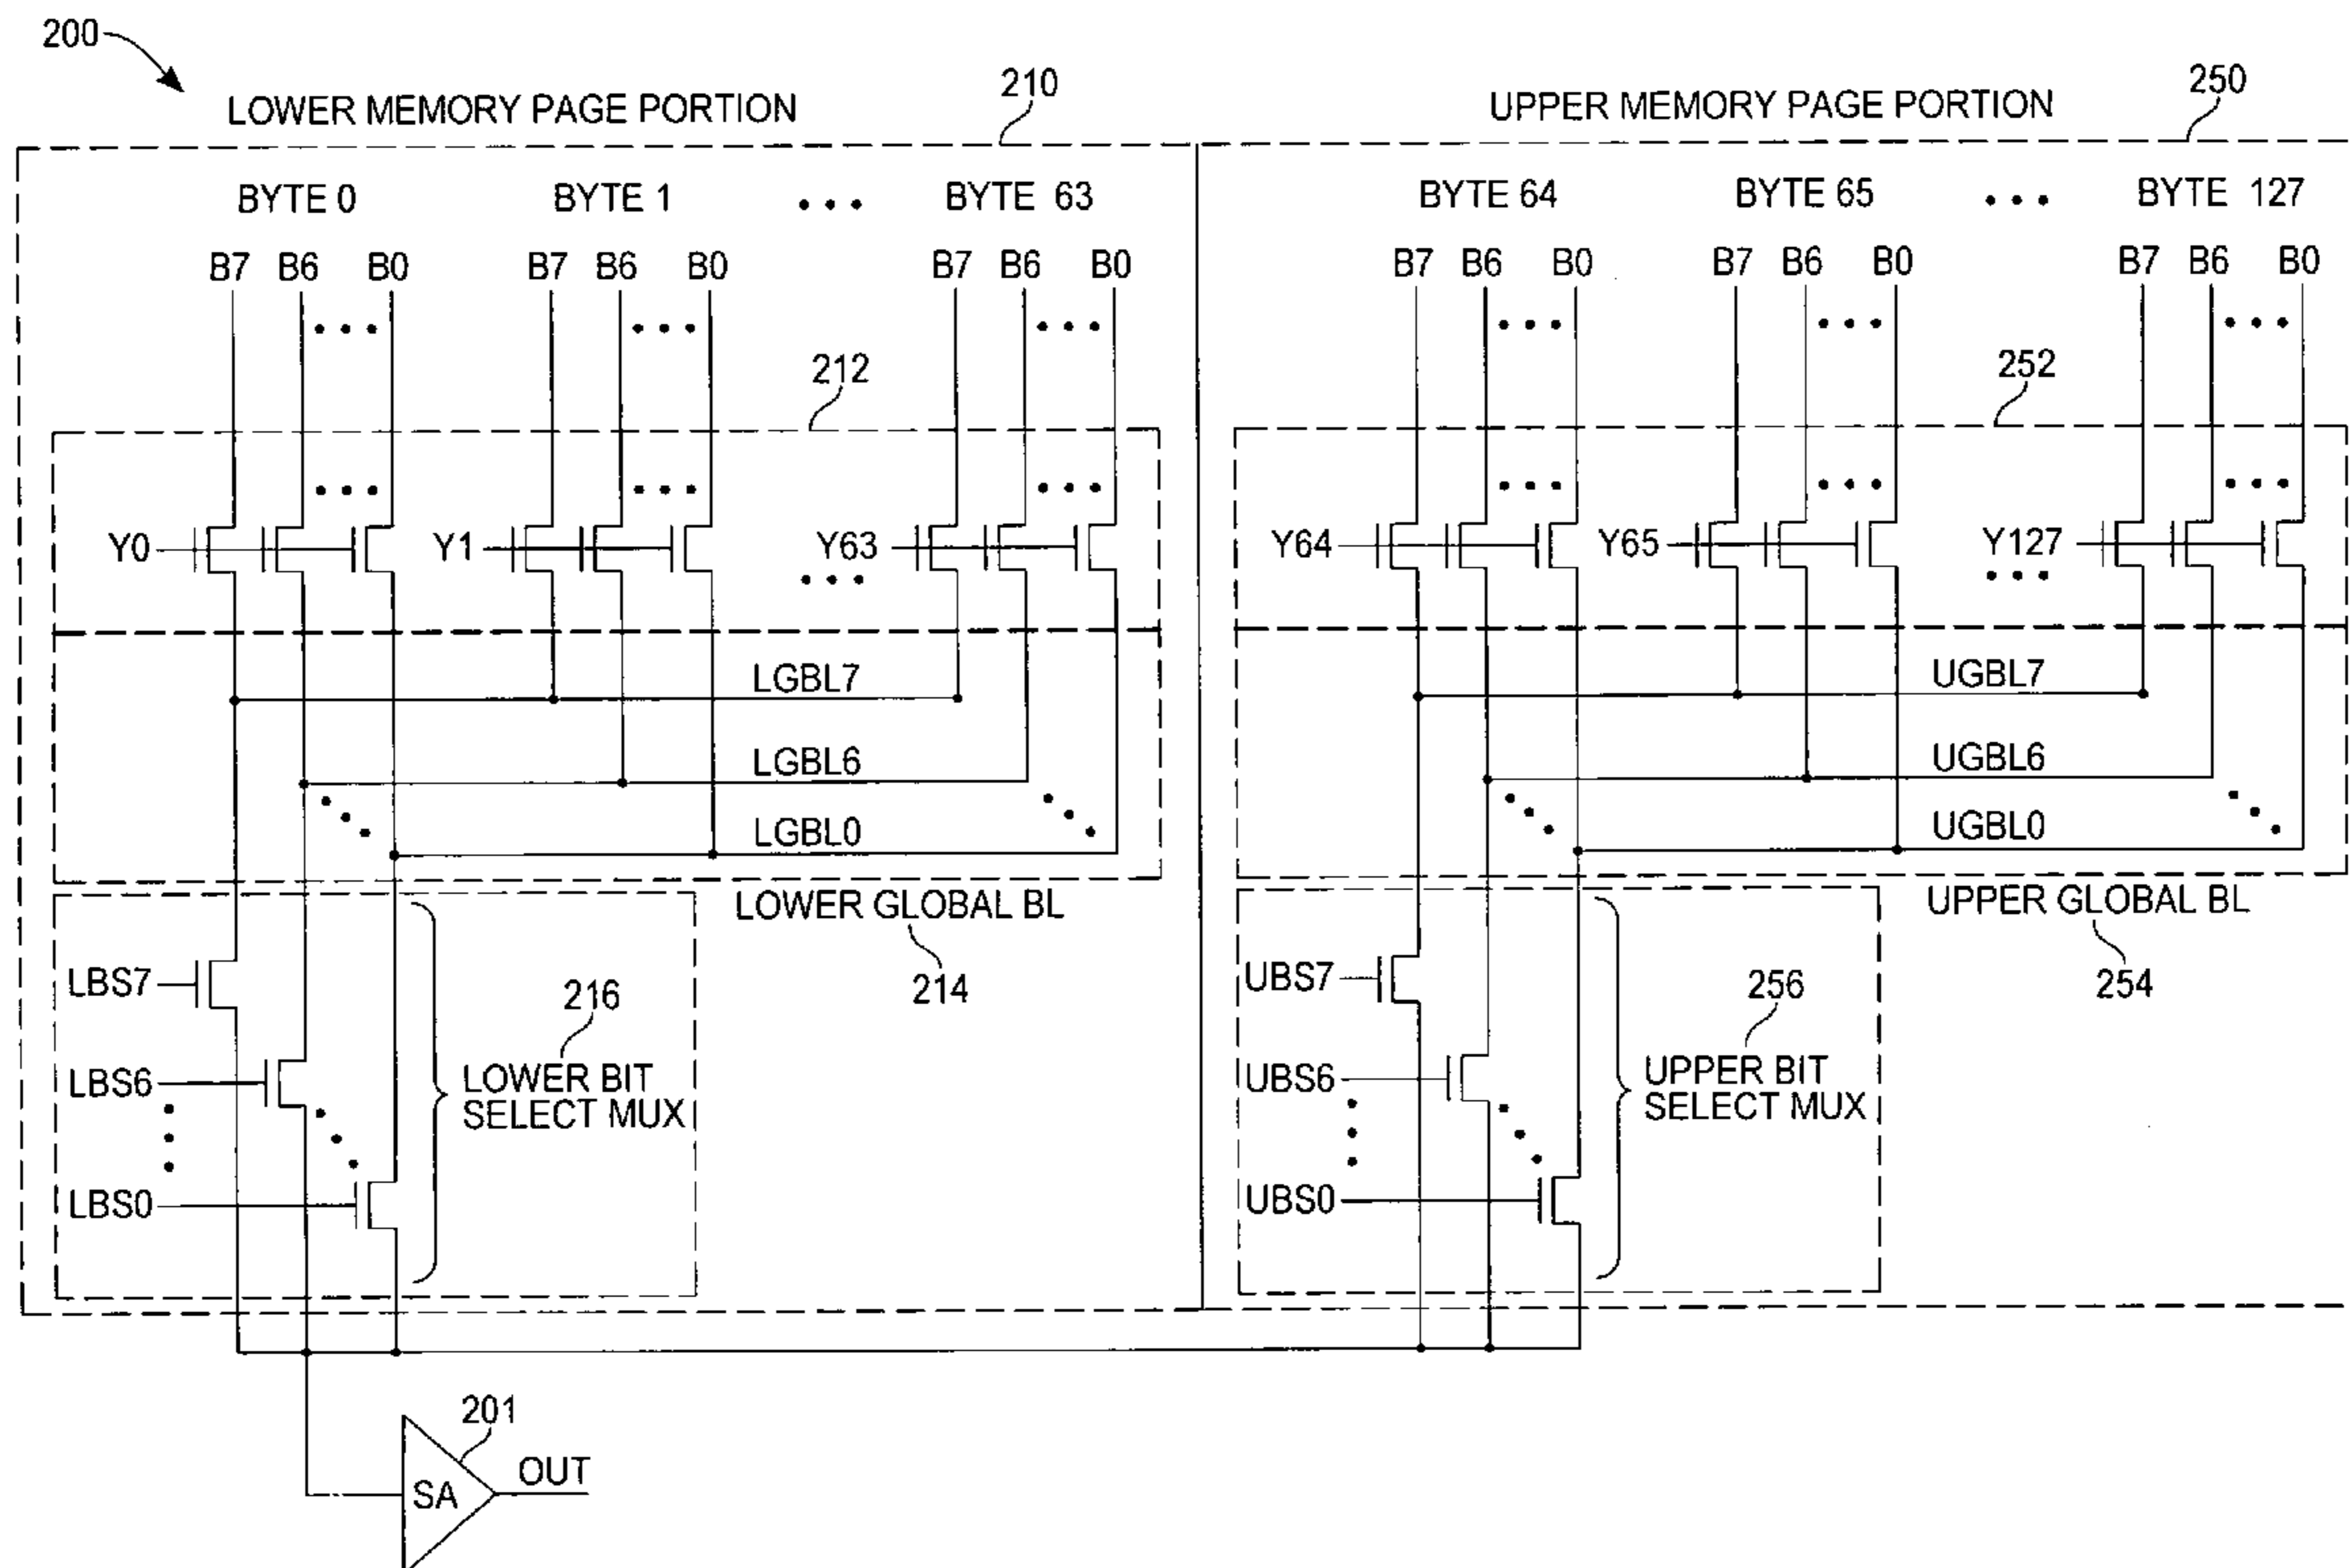 200
LOWER MEMORY PAGE PORTION
210
UPPER MEMORY PAGE PORTION
250
BYTE 0 BYTE 1 BYTE 63 BYTE 64 BYTE 65 BYTE 127
B7 B6 B0 B7 B6 B0 B7 B6 B0 B7 B6 B0 B7 B6 B0 B7 B6 B0
212
252
Y0 Y1 Y63 Y64 Y65 Y127
LGBL7 UGBL7
LGBL6 UGBL6
LGBL0 UGBL0
LOWER GLOBAL BL
214
UPPER GLOBAL BL
254
LBS7
LBS6
LBS0
216
LOWER BIT
SELECT MUX
UBS7
UBS6
UBS0
256
UPPER BIT
SELECT MUX
201
SA
OUT